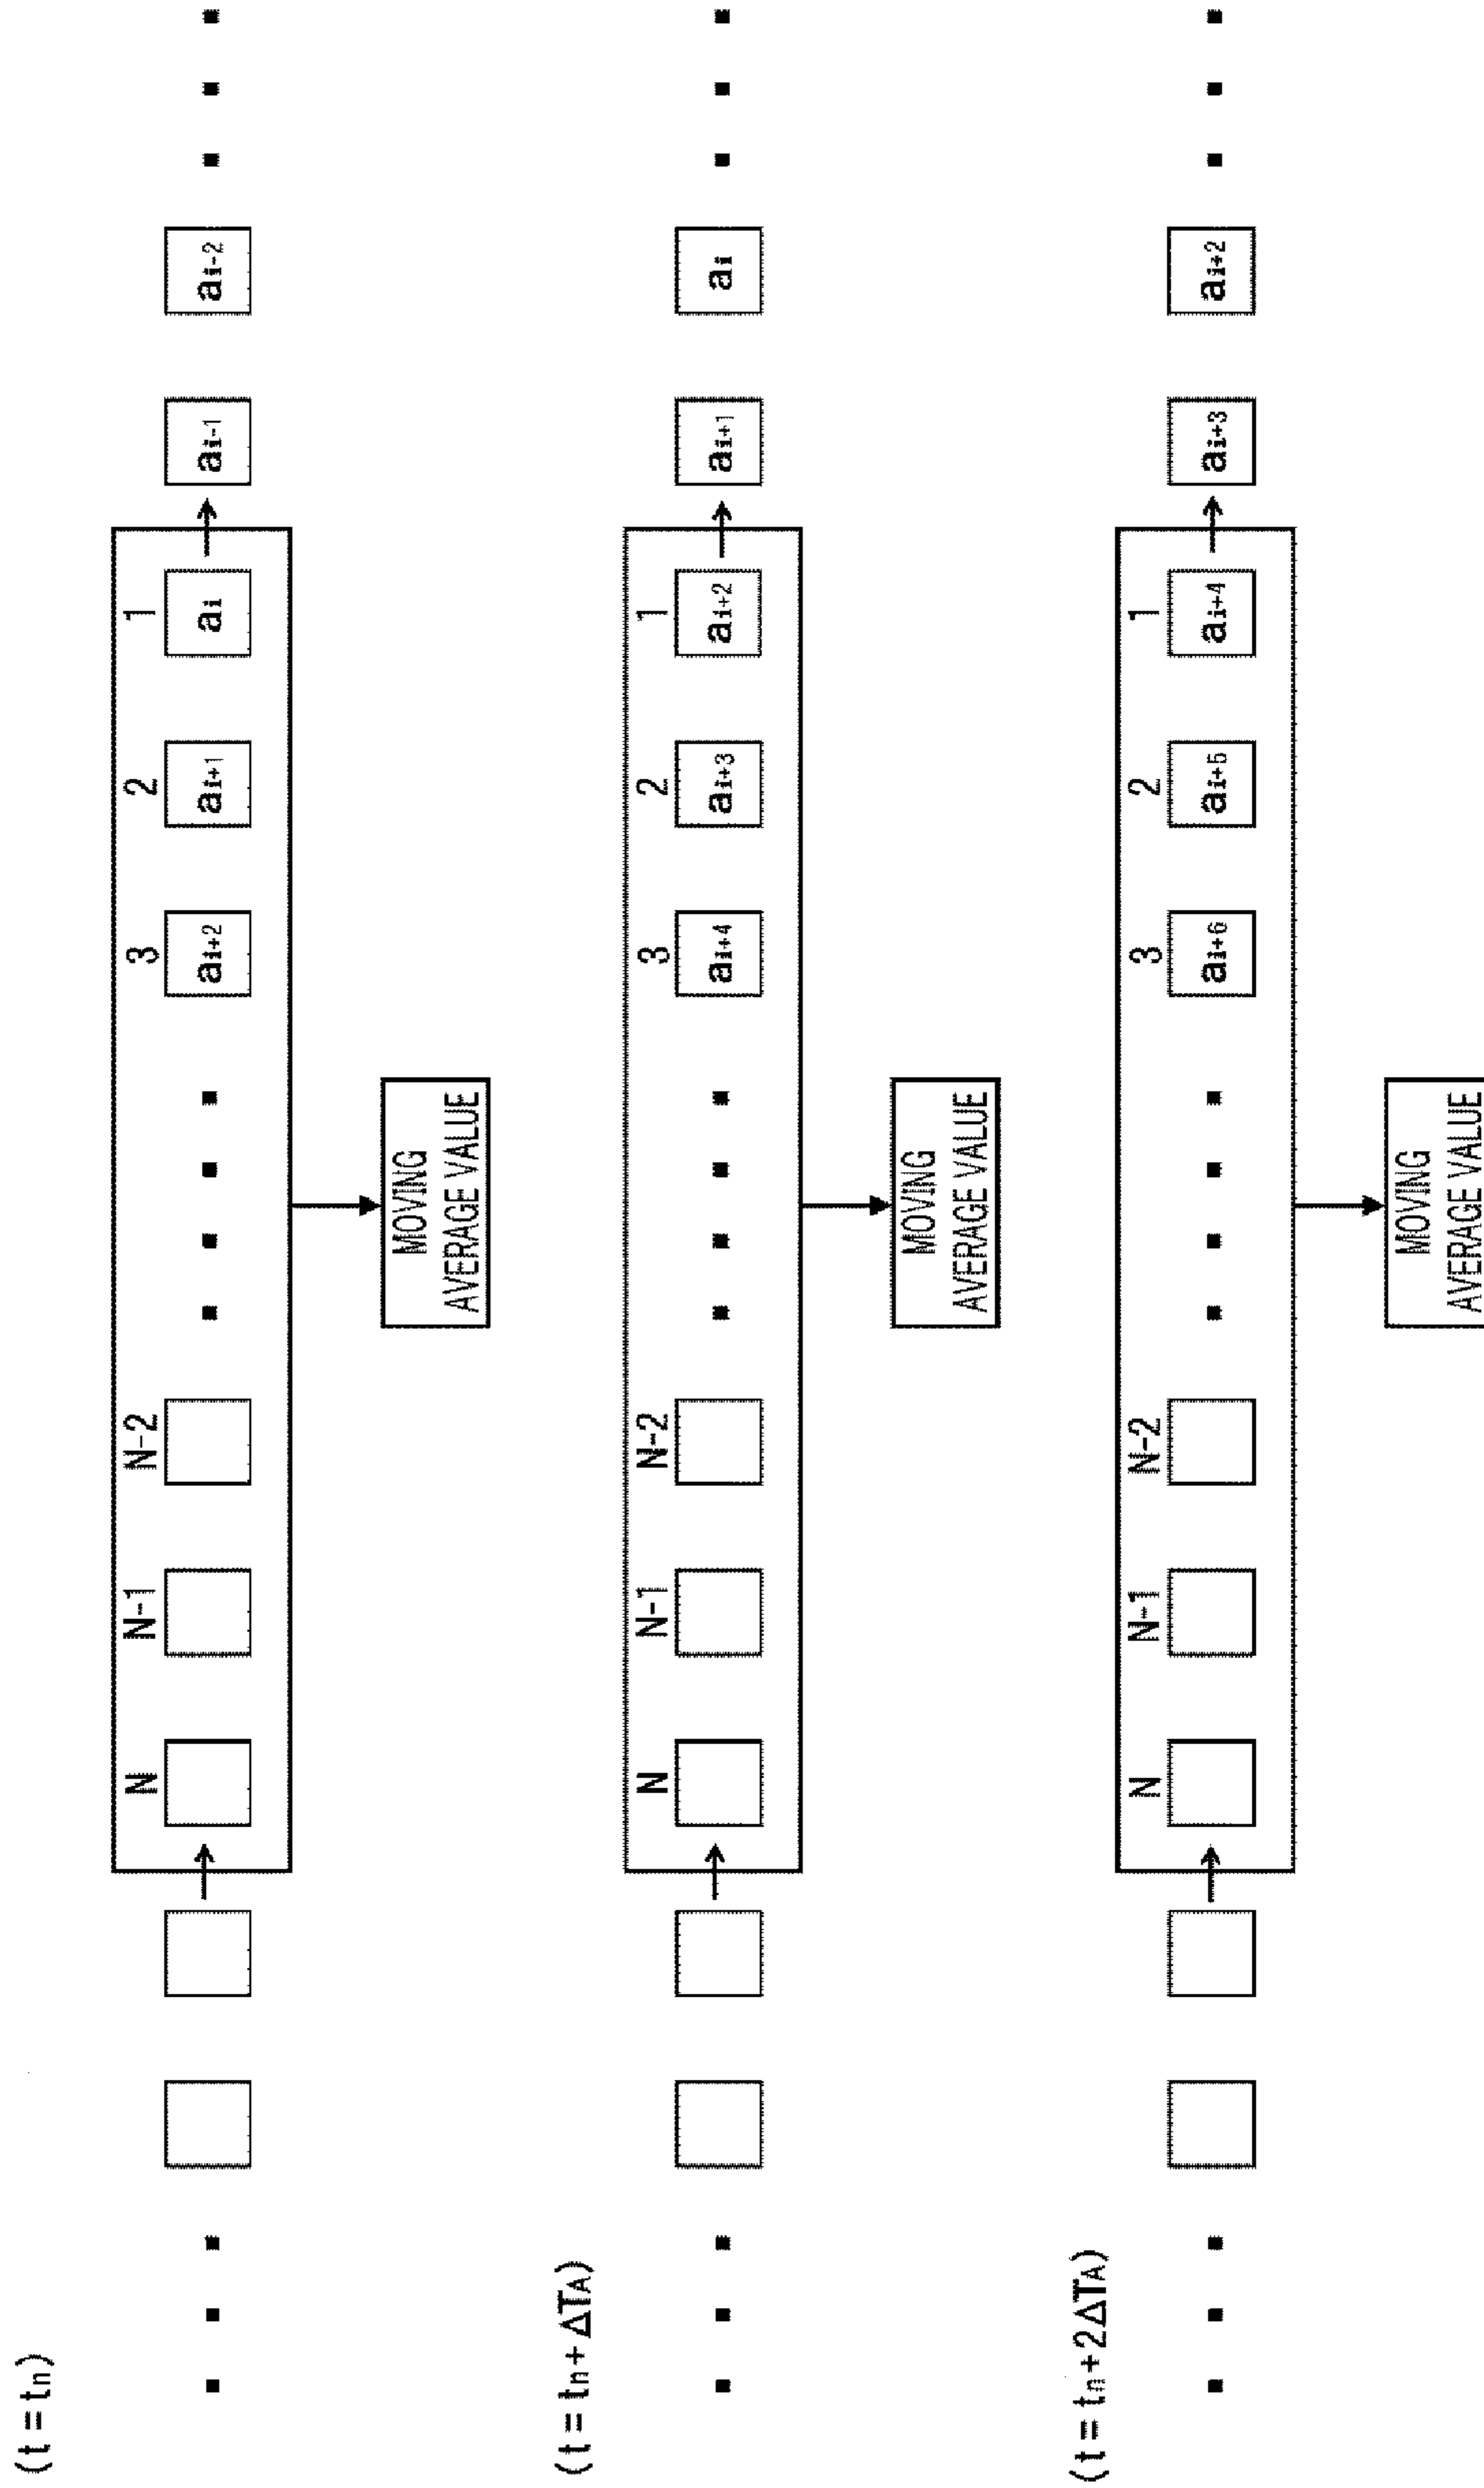 (t = tn)
N N-1 N-2 3 2 1
ai+2 ai+1 ai ai-1 ai-2
MOVING
AVERAGE VALUE
(t = tn+ΔTA)
N N-1 N-2 3 2 1
ai+4 ai+3 ai+2 ai+1 ai
MOVING
AVERAGE VALUE
(t = tn+2ΔTA)
N N-1 N-2 3 2 1
ai+6 ai+5 ai+4 ai+3 ai+2
MOVING
AVERAGE VALUE